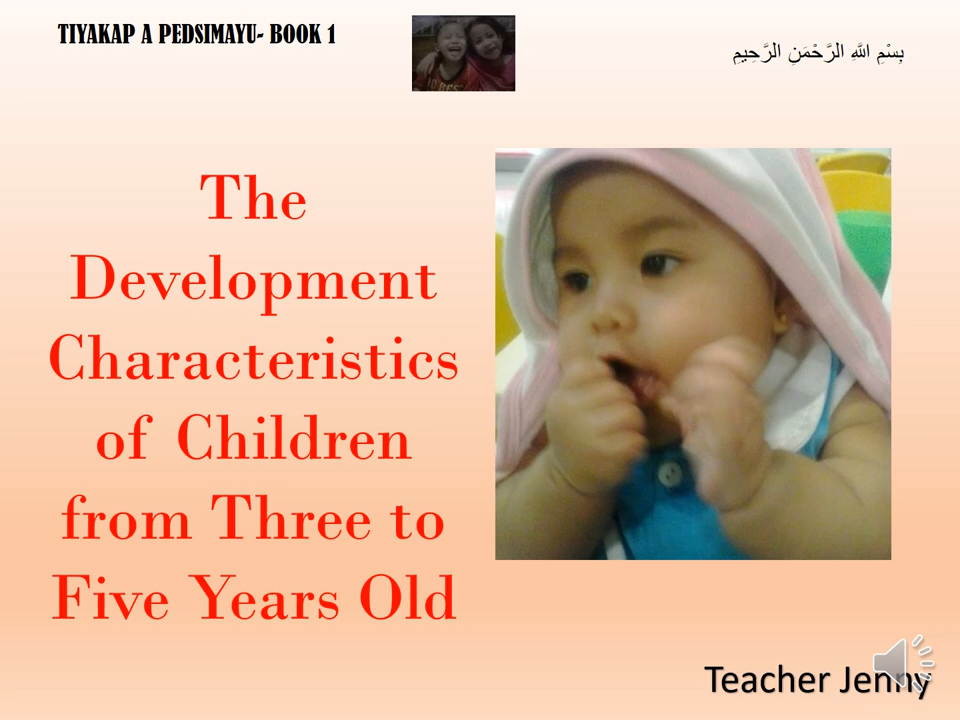 TIYAKAP A PEDSIMAYU- BOOK 1
بِسْمِ اللَّهِ الرَّحْمَنِ الرَّحِيمِ
The
Development
Characteristics
of Children
from Three to
Five Years Old
Teacher Jenny